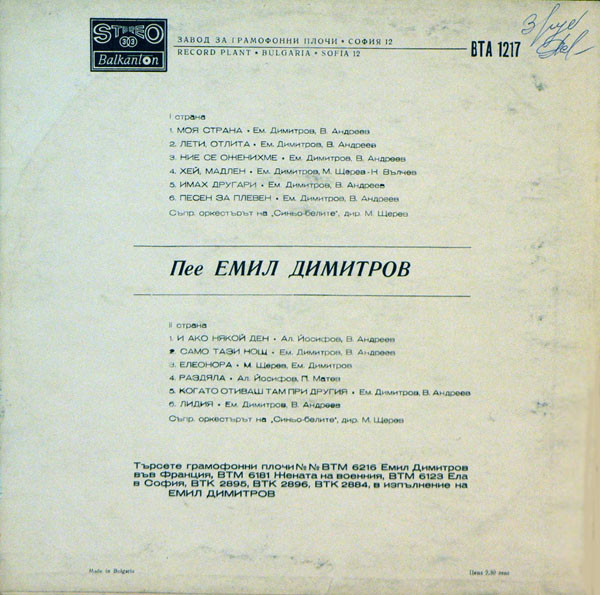 STEREO
33
Balkanton
ЗАВОД ЗА ГРАМОФОННИ ПЛОЧИ • СОФИЯ 12
RECORD PLANT • BULGARIA • SOFIA 12
ВТА 1217
I страна
1. МОЯ СТРАНА • Ем. Димитров, В. Андреев
2. ЛЕТИ, ОТЛИТА • Ем. Димитров, В. Андреев
3. НИЕ СЕ ОЖЕНИХМЕ • Ем. Димитров, В. Андреев
4. ХЕЙ, МАДЛЕН • Ем. Димитров, М. Щерев - Н. Вълчев
5. ИМАХ ДРУГАРИ • Ем. Димитров, В. Андреев
6. ПЕСЕН ЗА ПЛЕВЕН • Ем. Димитров, В. Андреев
Съпр. оркестърът на „Синьо-белите", дир. М. Щерев
Пее ЕМИЛ ДИМИТРОВ
II страна
1. И АКО НЯКОЙ ДЕН • Ал. Йосифов, В. Андреев
2. САМО ТАЗИ НОЩ • Ем. Димитров, В. Андреев
3. ЕЛЕОНОРА • М. Щерев, Ем. Димитров
4. РАЗДЯЛА • Ал. Йосифов, П. Матев
5. КОГАТО ОТИВАШ ТАМ ПРИ ДРУГИЯ • Ем. Димитров, В. Андреев
6. ЛИДИЯ • Ем. Димитров, В. Андреев
Съпр. оркестърът на „Синьо-белите", дир. М. Щерев
Търсете грамофонни плочи №№ ВТМ 6216 Емил Димитров
във Франция, ВТМ 6181 Жената на военния, ВТМ 6123 Ела
в София, ВТК 2895, ВТК 2896, ВТК 2884, в изпълнение на
ЕМИЛ ДИМИТРОВ
Made in Bulgaria
Цена 2,30 лева